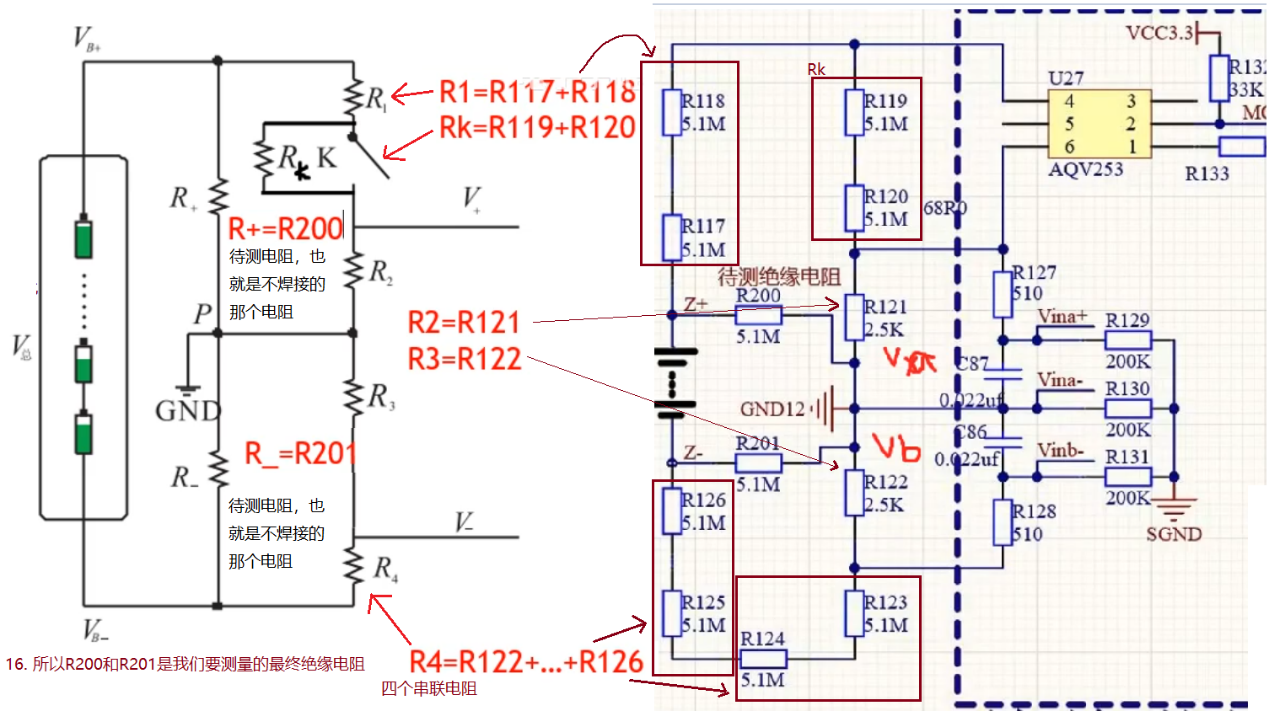 V_{B+}
R_1
R_* K
R_+
V_+
R_2
P
V_总
GND
R_3
R_-
V_-
R_4
V_{B-}
R1=R117+R118
Rk=R119+R120
R+=R200
待测电阻，也
就是不焊接的
那个电阻
R2=R121
R3=R122
R_=R201
待测电阻，也
就是不焊接的
那个电阻
R4=R122+...+R126
四个串联电阻
16. 所以R200和R201是我们要测量的最终绝缘电阻
Rk
R118
5.1M
R117
5.1M
R119
5.1M
R120
5.1M
68R0
待测绝缘电阻
Z+
R200
5.1M
R121
2.5K
GND12
Z-
R201
5.1M
R122
2.5K
Vb
R126
5.1M
R125
5.1M
R124
5.1M
R123
5.1M
VCC3.3
R132
33K
U27
4 3
5 2
6 1
AQV253
R133
R127
510
Vina+
R129
200K
C87
0.022uf
Vina-
R130
200K
C86
0.022uf
Vinb-
R131
200K
R128
510
SGND